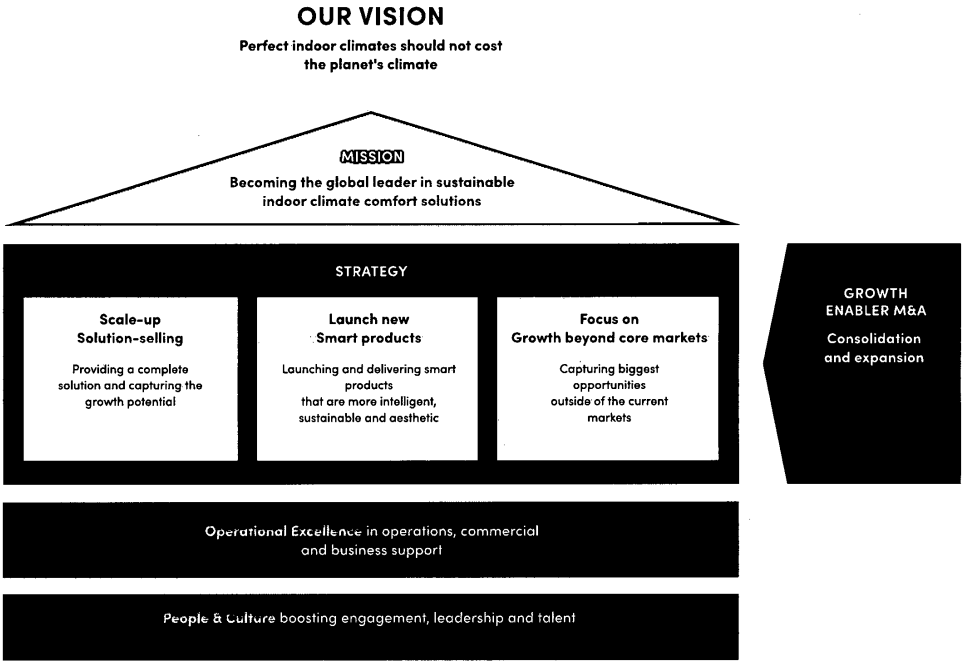 OUR VISION
Perfect indoor climates should not cost
the planet's climate
MISSION
Becoming the global leader in sustainable
indoor climate comfort solutions
STRATEGY
Scale-up
Solution-selling
Providing a complete
solution and capturing the
growth potential
Launch new
Smart products
Launching and delivering smart
products
that are more intelligent,
sustainable and aesthetic
Focus on
Growth beyond core markets
Capturing biggest
opportunities
outside of the current
markets
GROWTH
ENABLER M&A
Consolidation
and expansion
Operational Excellence in operations, commercial
and business support
People & Culture boosting engagement, leadership and talent